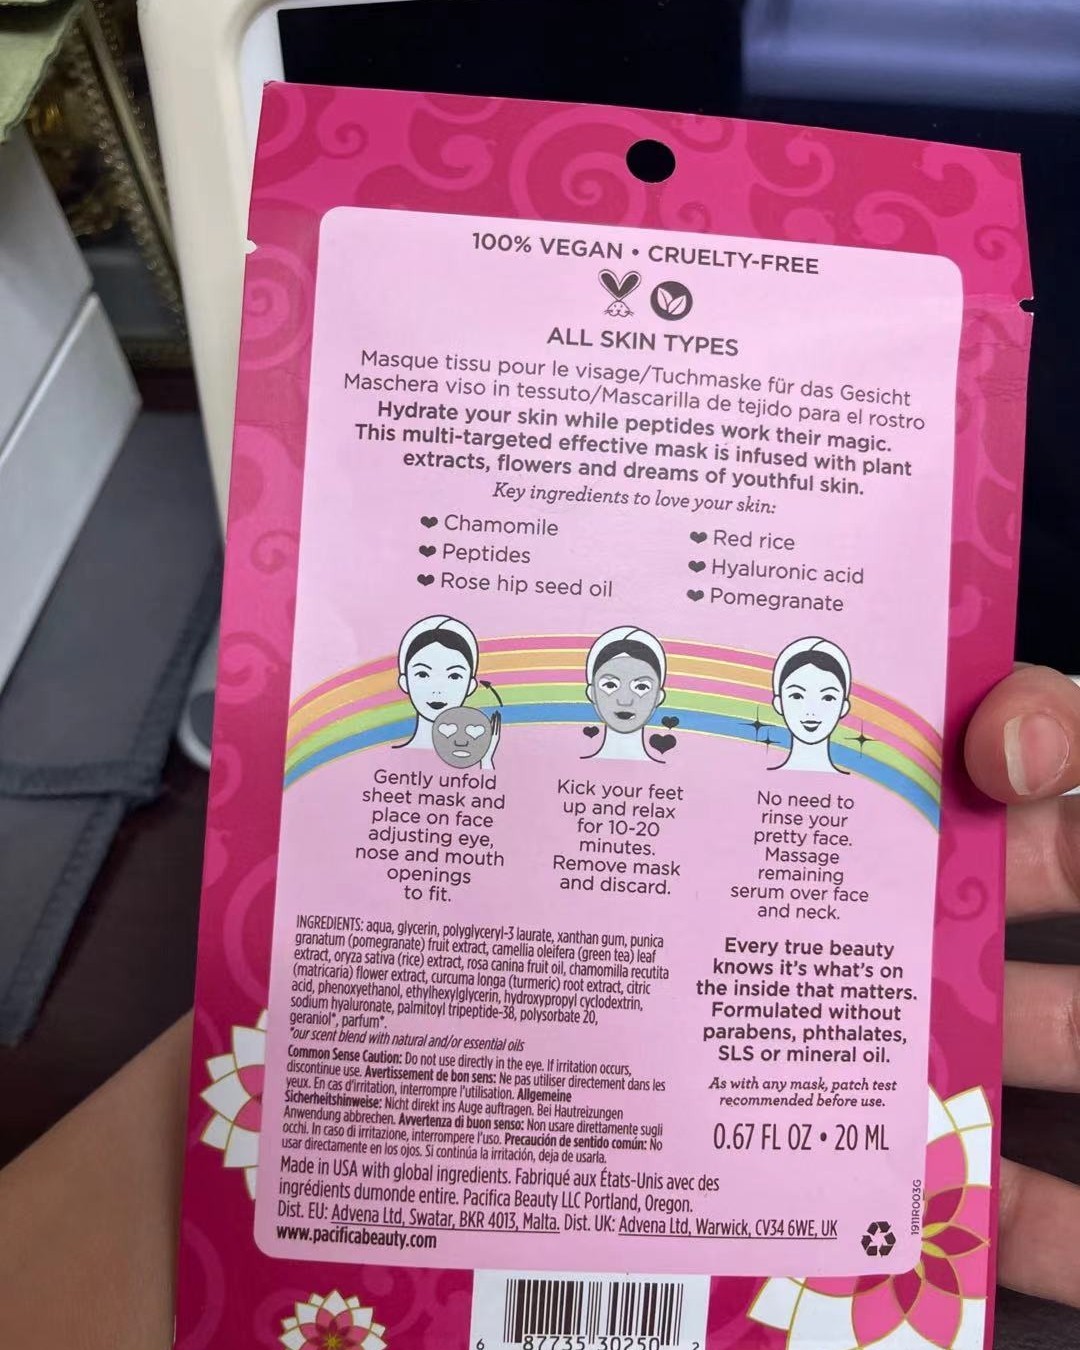 100% VEGAN • CRUELTY-FREE
ALL SKIN TYPES
Masque tissu pour le visage/Tuchmaske für das Gesicht
Maschera viso in tessuto/Mascarilla de tejido para el rostro
Hydrate your skin while peptides work their magic.
This multi-targeted effective mask is infused with plant
extracts, flowers and dreams of youthful skin.
Key ingredients to love your skin:
Chamomile
Peptides
Rose hip seed oil
Red rice
Hyaluronic acid
Pomegranate
Gently unfold
sheet mask and
place on face
adjusting eye,
nose and mouth
openings
to fit.
Kick your feet
up and relax
for 10-20
minutes.
Remove mask
and discard.
No need to
rinse your
pretty face.
Massage
remaining
serum over face
and neck.
INGREDIENTS: aqua, glycerin, polyglyceryl-3 laurate, xanthan gum, punica
granatum (pomegranate) fruit extract, camellia oleifera (green tea) leaf
extract, oryza sativa (rice) extract, rosa canina fruit oil, chamomilla recutita
(matricaria) flower extract, curcuma longa (turmeric) root extract, citric
acid, phenoxyethanol, ethylhexylglycerin, hydroxypropyl cyclodextrin,
sodium hyaluronate, palmitoyl tripeptide-38, polysorbate 20,
geraniol*, parfum*.
*our scent blend with natural and/or essential oils
Common Sense Caution: Do not use directly in the eye. If irritation occurs,
discontinue use. Avertissement de bon sens: Ne pas utiliser directement dans les
yeux. En cas d'irritation, interrompre l'utilisation. Allgemeine
Sicherheitshinweise: Nicht direkt ins Auge auftragen. Bei Hautreizungen
Anwendung abbrechen. Avvertenza di buon senso: Non usare direttamente sugli
occhi. In caso di irritazione, interrompere l'uso. Precaución de sentido común: No
usar directamente en los ojos. Si continúa la irritación, deja de usarla.
Every true beauty
knows it's what's on
the inside that matters.
Formulated without
parabens, phthalates,
SLS or mineral oil.
As with any mask, patch test
recommended before use.
0.67 FL OZ • 20 ML
Made in USA with global ingredients. Fabriqué aux États-Unis avec des
ingrédients dumonde entire. Pacifica Beauty LLC Portland, Oregon.
Dist. EU: Advena Ltd, Swatar, BKR 4013, Malta. Dist. UK: Advena Ltd, Warwick, CV34 6WE, UK
www.pacificabeauty.com
1911R003G
6 87735 30250 2